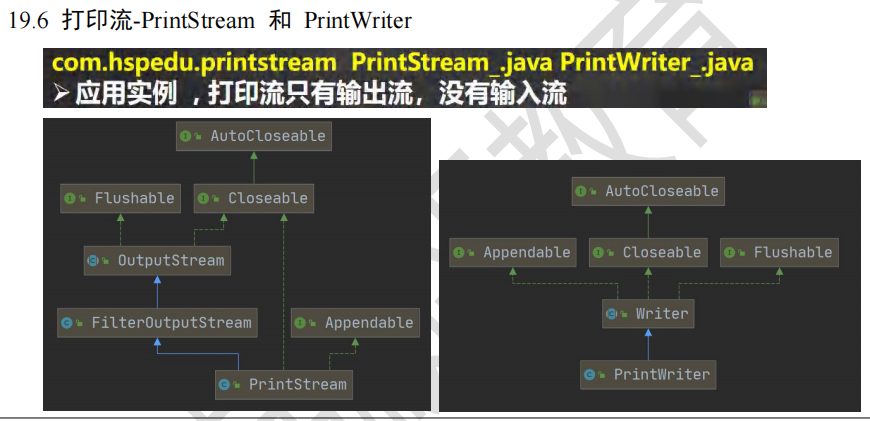 19.6 打印流-PrintStream 和 PrintWriter
com.hspedu.printstream PrintStream_.java PrintWriter_.java
➢应用实例 ,打印流只有输出流，没有输入流
AutoCloseable
Flushable
Closeable
OutputStream
FilterOutputStream
Appendable
PrintStream
AutoCloseable
Appendable
Closeable
Flushable
Writer
PrintWriter